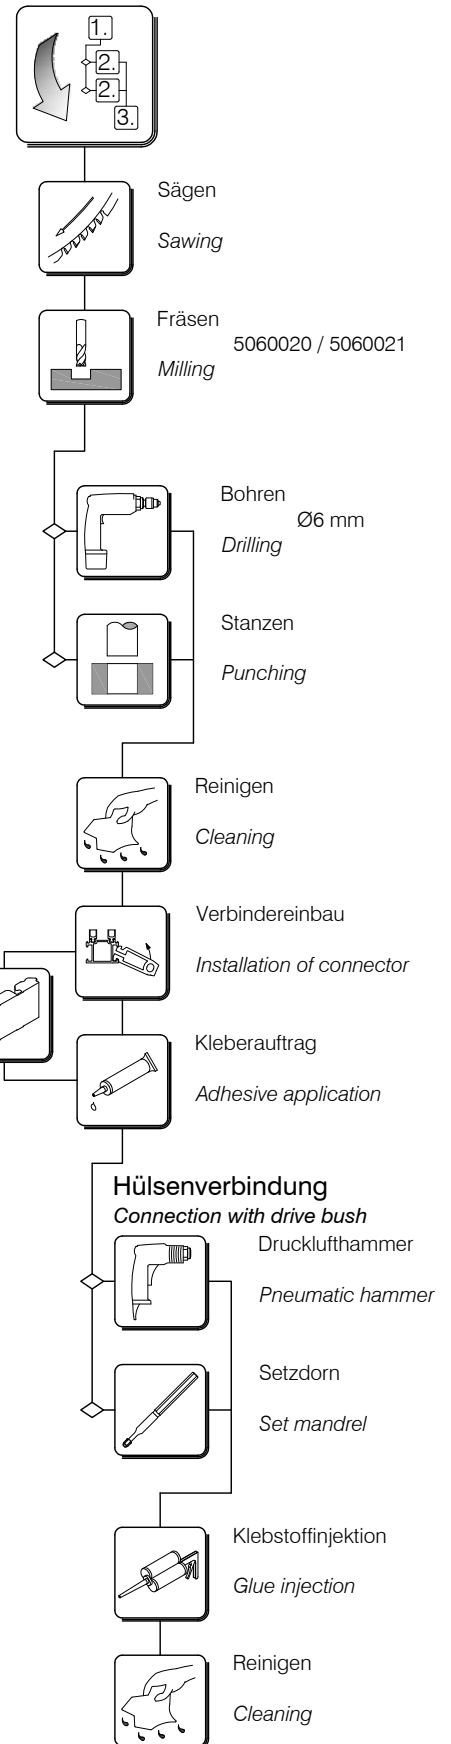 1.
2.
2.
3.
Sägen
Sawing
Fräsen
5060020 / 5060021
Milling
Bohren
Ø6 mm
Drilling
Stanzen
Punching
Reinigen
Cleaning
Verbindereinbau
Installation of connector
Kleberauftrag
Adhesive application
Hülsenverbindung
Connection with drive bush
Drucklufthammer
Pneumatic hammer
Setzdorn
Set mandrel
Klebstoffinjektion
Glue injection
Reinigen
Cleaning